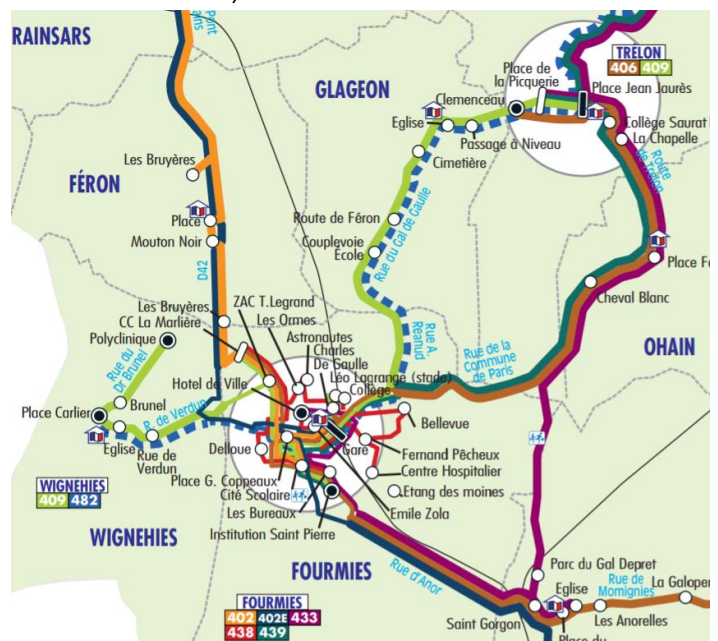 RAINSARS
Pont
Sains
GLAGEON
TRÉLON
406 409
Place de
la Picquerie
Place Jean Jaurès
Clemenceau
Collège Saurat
La Chapelle
Eglise
Passage à Niveau
Cimetière
Route
de Trélon
Les Bruyères
FÉRON
Place
Mouton Noir
D42
Route de Féron
Couplevoie
École
Rue du Gal de Gaulle
Cheval Blanc
OHAIN
Les Bruyères
CC La Marlière
Polyclinique
ZAC T.Legrand
Les Ormes
Astronautes
Charles
De Gaulle
Léo Lagrange (stade)
Collège
Rue A.
Reanud
Rue de la
Commune
de Paris
Rue du
Dr Brunel
Hotel de Ville
Place Carlier
Brunel
R. de Verdun
Eglise
Rue de
Verdun
Delloue
Gare
Bellevue
Fernand Pêcheux
Centre Hospitalier
Place G. Coppeaux
Cité Scolaire
Les Bureaux
Institution Saint Pierre
Etang des moines
Emile Zola
WIGNEHIES
409 482
WIGNEHIES
FOURMIES
Rue d'Anor
Parc du Gal Depret
Eglise
Rue de
Momignies
Saint Gorgon
Les Anorelles
Place du
FOURMIES
402 402E 433
438 439